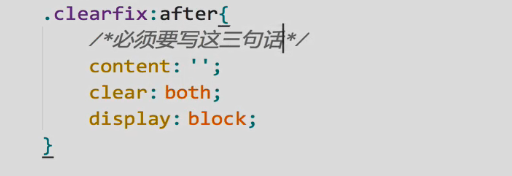 .clearfix:after{
/*必须要写这三句话*/
content: '';
clear: both;
display: block;
}